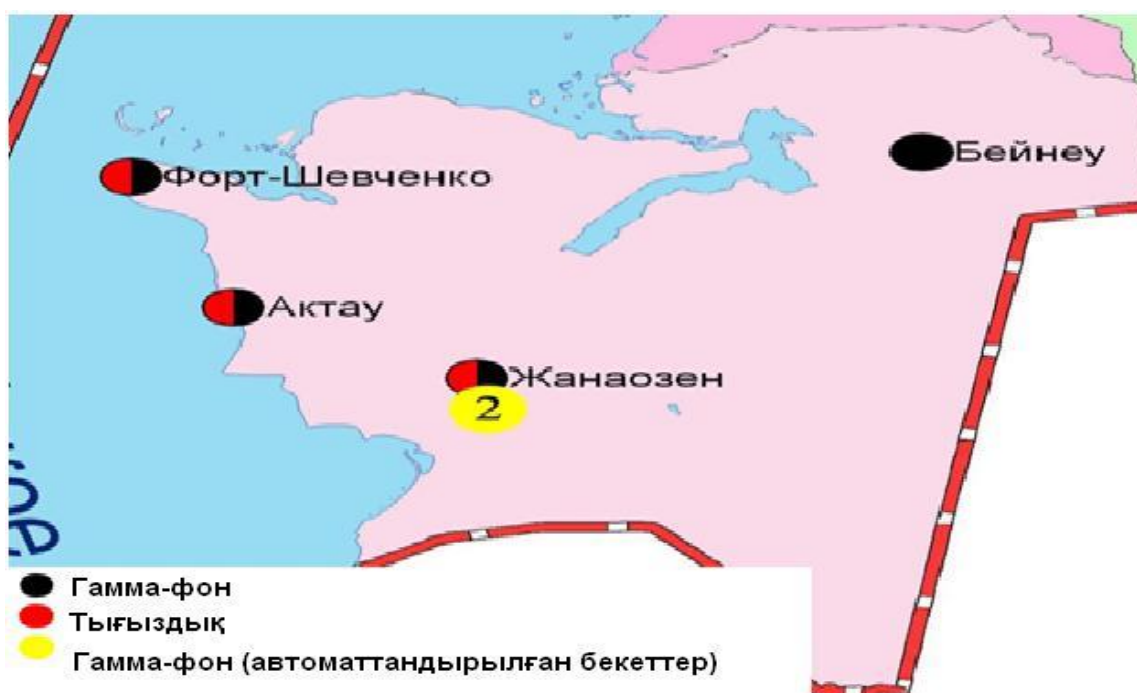 Бейнеу
Форт-Шевченко
Актау
Жанаозен
2
Гамма-фон
Тығыздық
Гамма-фон (автоматтандырылған бекеттер)